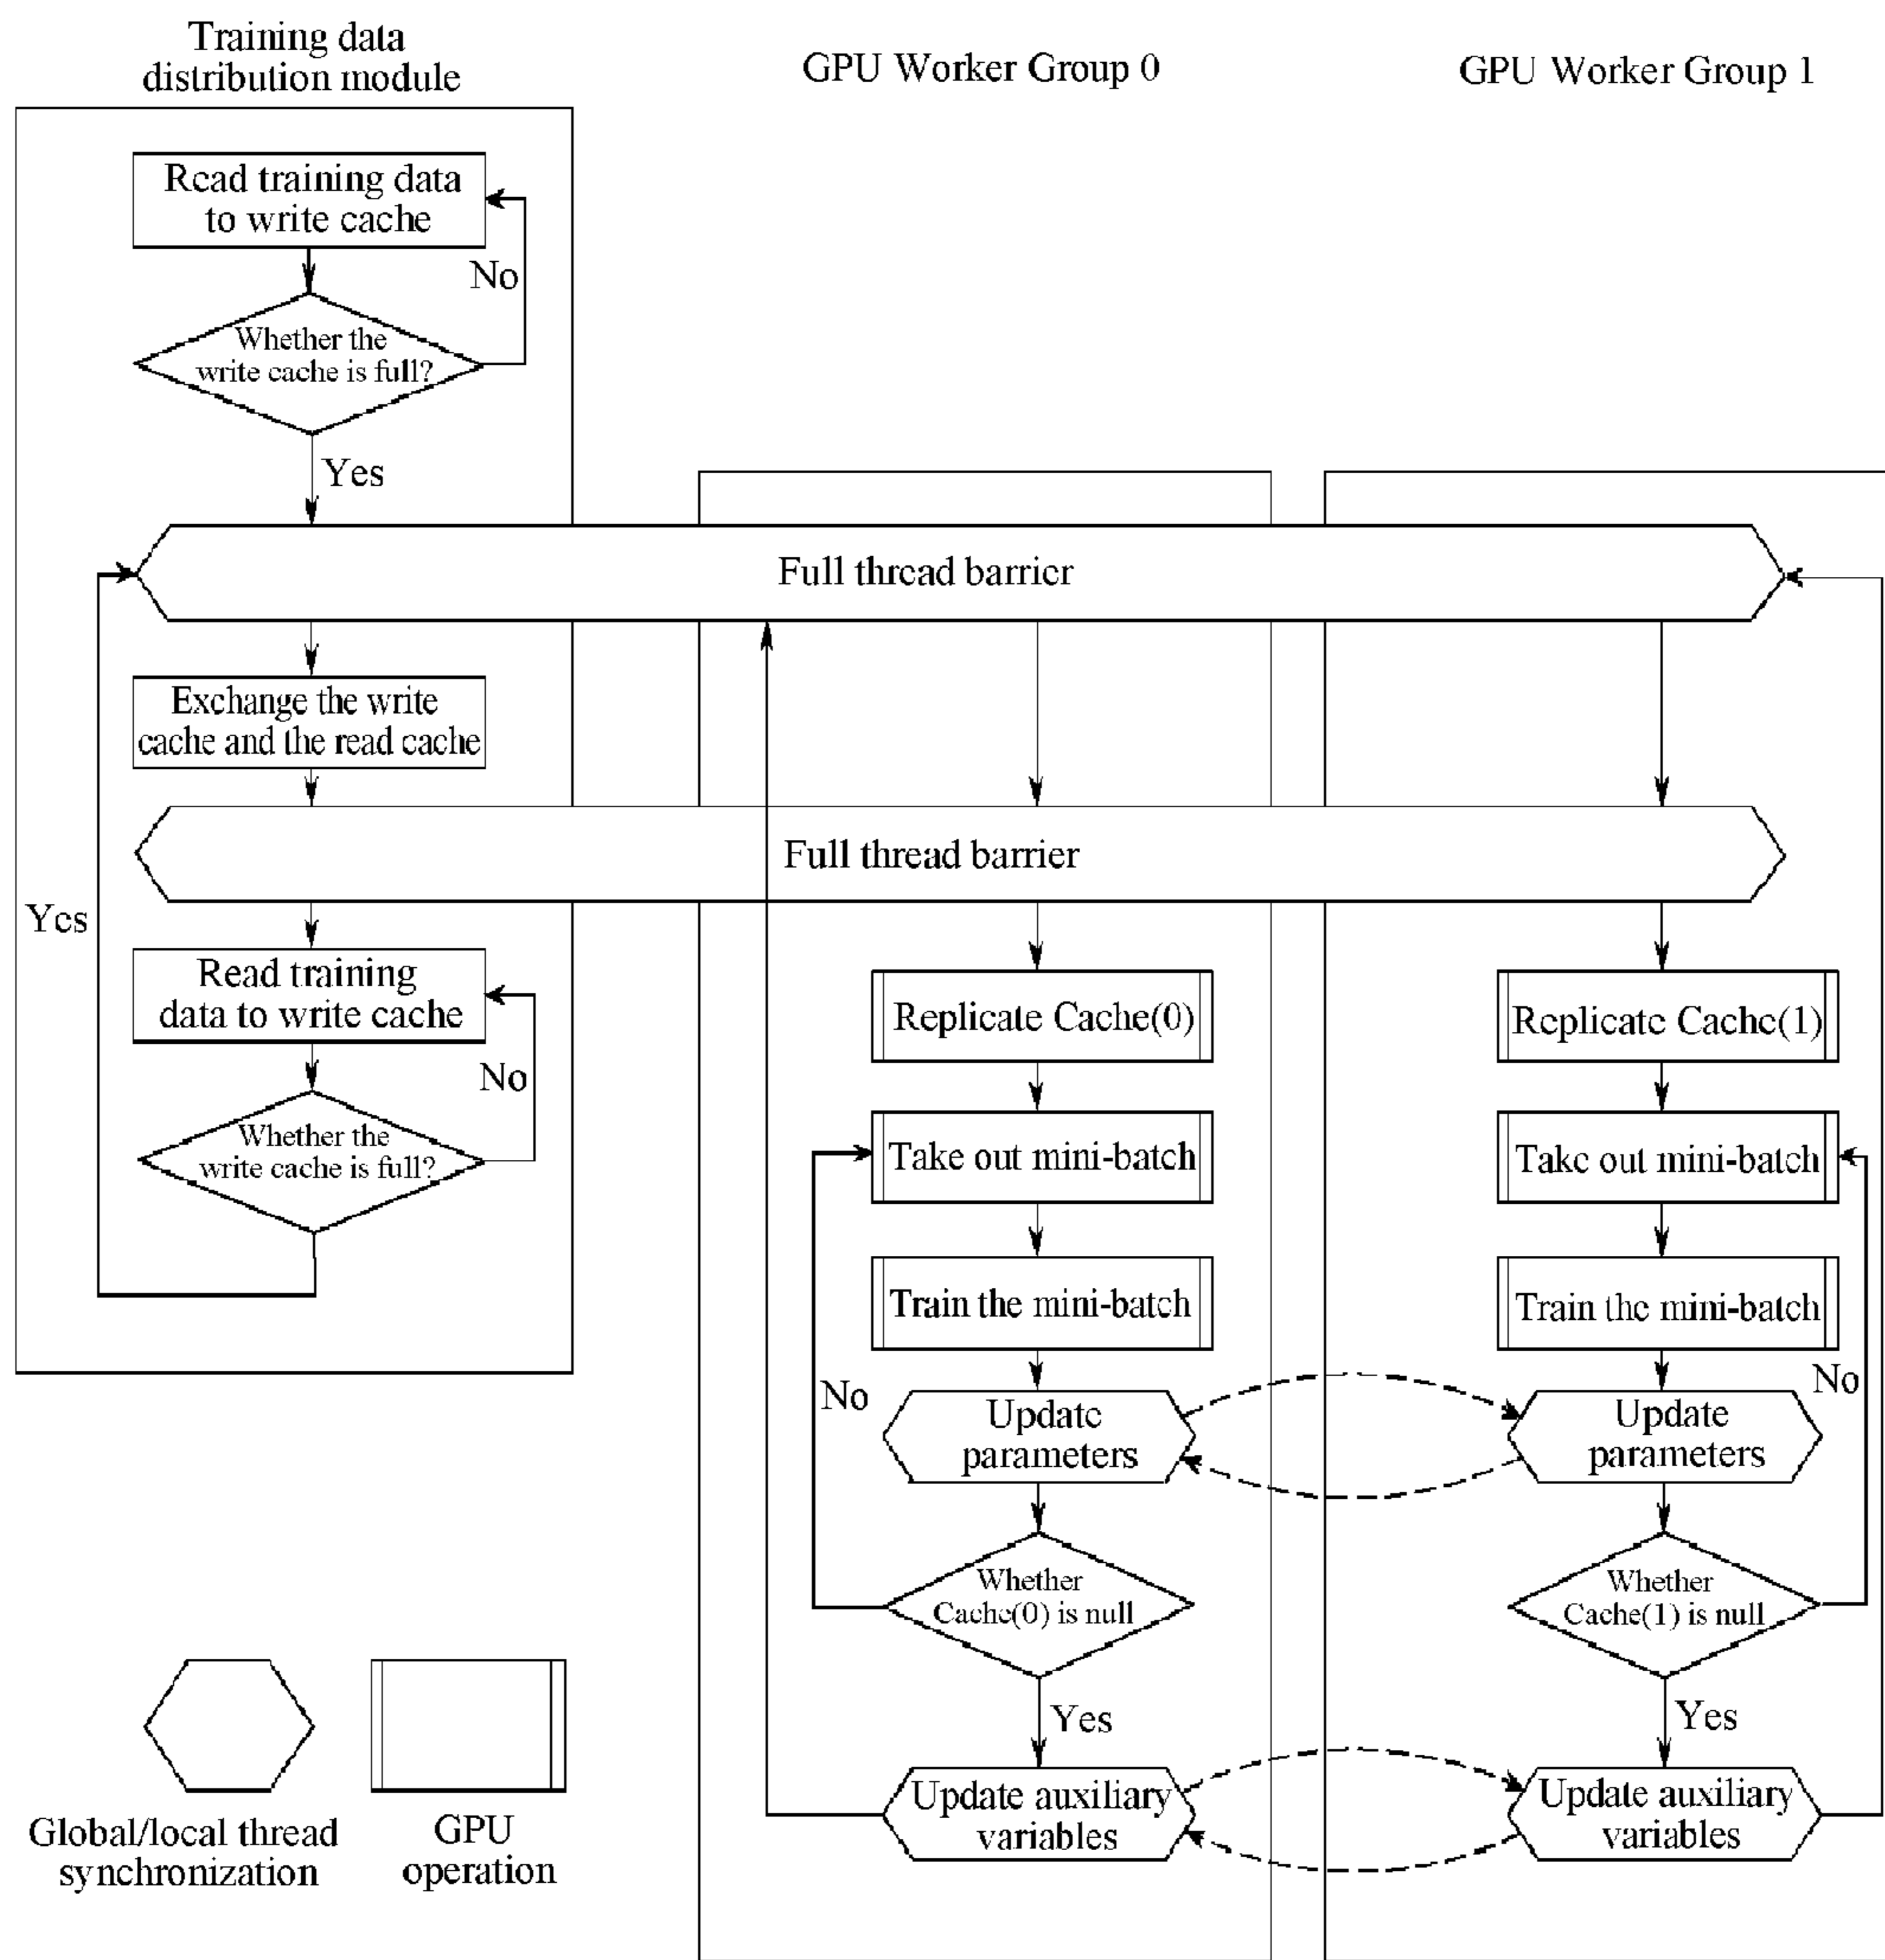 Training data
distribution module
GPU Worker Group 0
GPU Worker Group 1
Read training data
to write cache
No
Whether the
write cache is full?
Yes
Full thread barrier
Exchange the write
cache and the read cache
Full thread barrier
Yes
Read training
data to write cache
No
Whether the
write cache is full?
Replicate Cache(0)
Take out mini-batch
Train the mini-batch
No
Update
parameters
Whether
Cache(0) is null
Yes
Update auxiliary
variables
Replicate Cache(1)
Take out mini-batch
Train the mini-batch
No
Update
parameters
Whether
Cache(1) is null
Yes
Update auxiliary
variables
Global/local thread
synchronization
GPU
operation